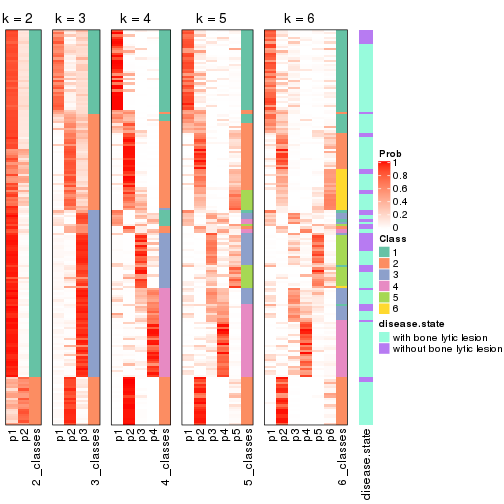 k = 2 k = 3 k = 4 k = 5 k = 6
Prob
1
0.8
0.6
0.4
0.2
0
Class
1
2
3
4
5
6
disease.state
with bone lytic lesion
without bone lytic lesion
p1 p2 2_classes p1 p2 p3 3_classes p1 p2 p3 p4 4_classes p1 p2 p3 p4 p5 5_classes p1 p2 p3 p4 p5 p6 6_classes disease.state